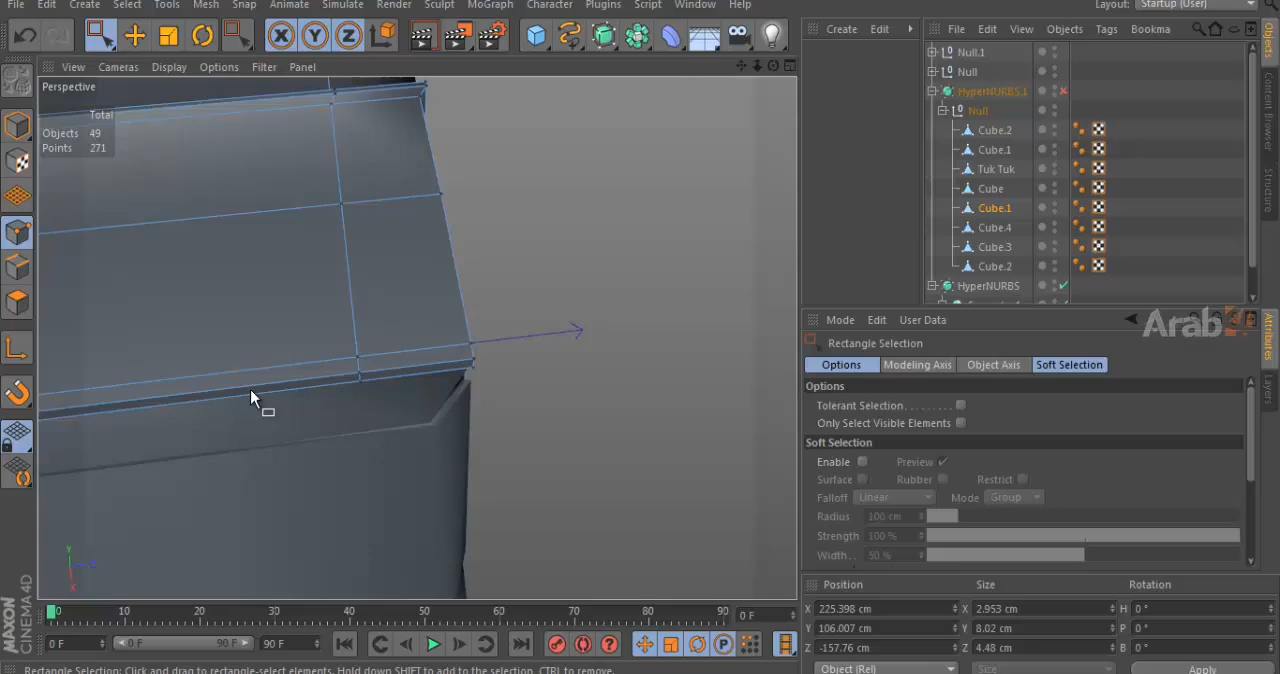 File Edit Create Select Tools Mesh Snap Animate Simulate Render Sculpt MoGraph Character Plugins Script Window Help
Layout: Startup (User)
View Cameras Display Options Filter Panel
Perspective
Total
Objects 49
Points 271
Create Edit
File Edit View Objects Tags Bookma
Null.1
Null
HyperNURBS.1
Null
Cube.2
Cube.1
Tuk Tuk
Cube
Cube.1
Cube.4
Cube.3
Cube.2
HyperNURBS
Objects
Content Browser
Structure
Mode Edit User Data
Arab
Rectangle Selection
Options Modeling Axis Object Axis Soft Selection
Options
Tolerant Selection
Only Select Visible Elements
Soft Selection
Enable Preview
Surface Rubber Restrict
Falloff Linear Mode Group
Radius 100 cm
Strength 100 %
Width 50 %
Attributes
Layers
Y
Z
X
0 10 20 30 40 50 60 70 80 90 0 F
0 F 0 F 90 F 90 F
Position Size Rotation
X 225.398 cm X 2.953 cm H 0 °
Y 106.007 cm Y 8.02 cm P 0 °
Z -157.76 cm Z 4.48 cm B 0 °
Object (Rel) Size Apply
MAXON
CINEMA 4D
Rectangle Selection: Click and drag to rectangle-select elements. Hold down SHIFT to add to the selection, CTRL to remove.